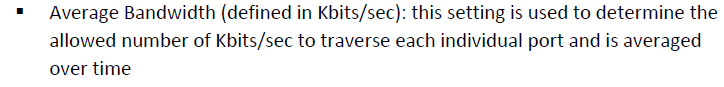 ▪ Average Bandwidth (defined in Kbits/sec): this setting is used to determine the
allowed number of Kbits/sec to traverse each individual port and is averaged
over time